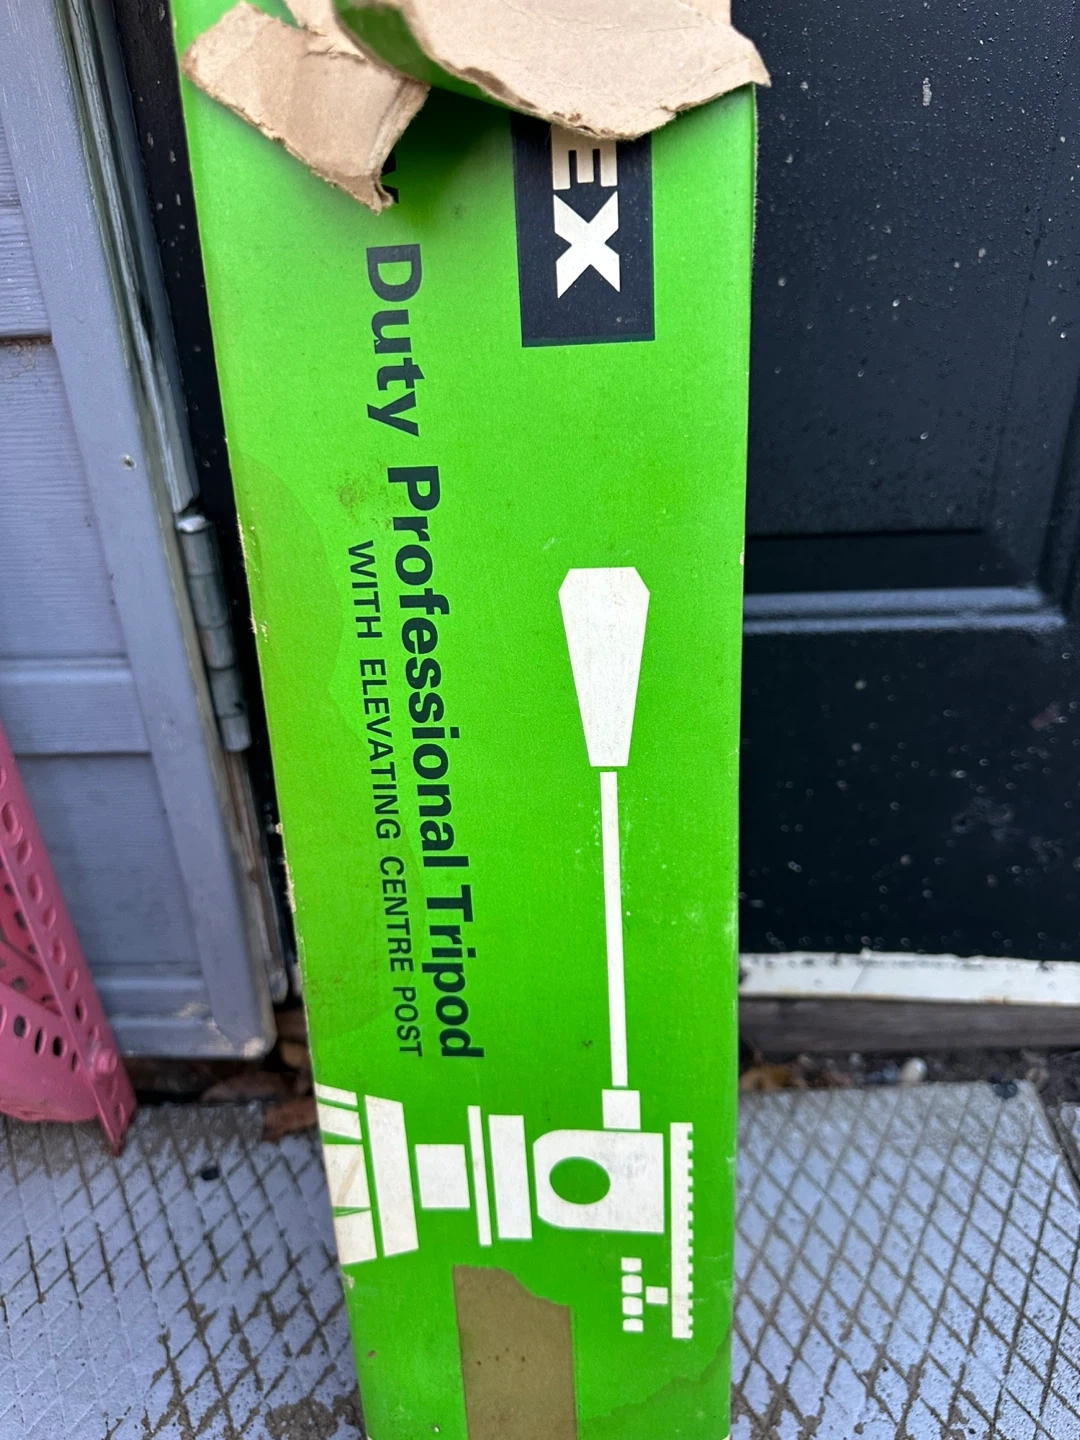 EX
Duty Professional Tripod
WITH ELEVATING CENTRE POST